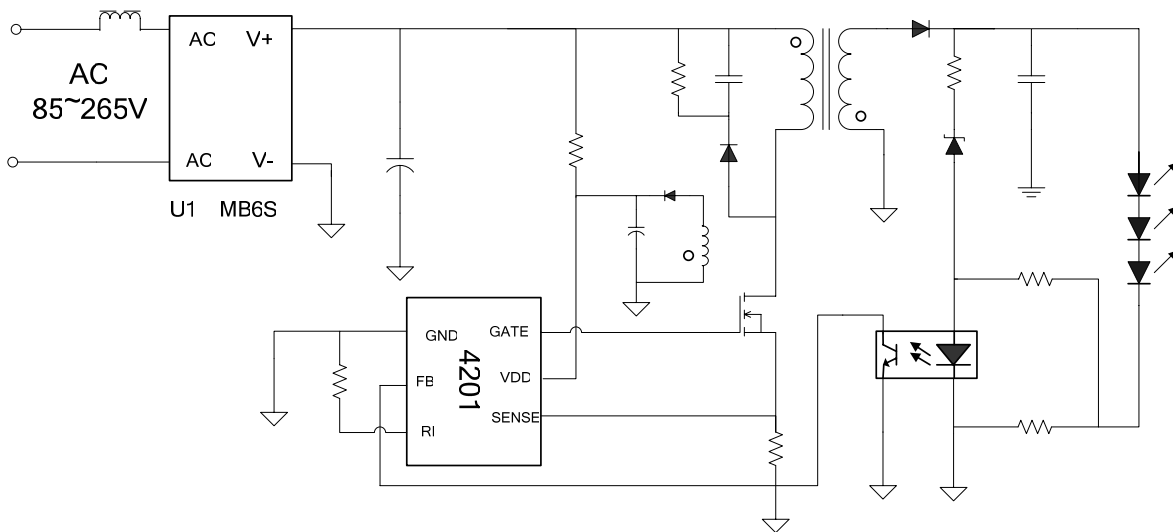 AC
85~265V
AC V+
AC V-
U1 MB6S
GND
GATE
4201
FB
VDD
SENSE
RI